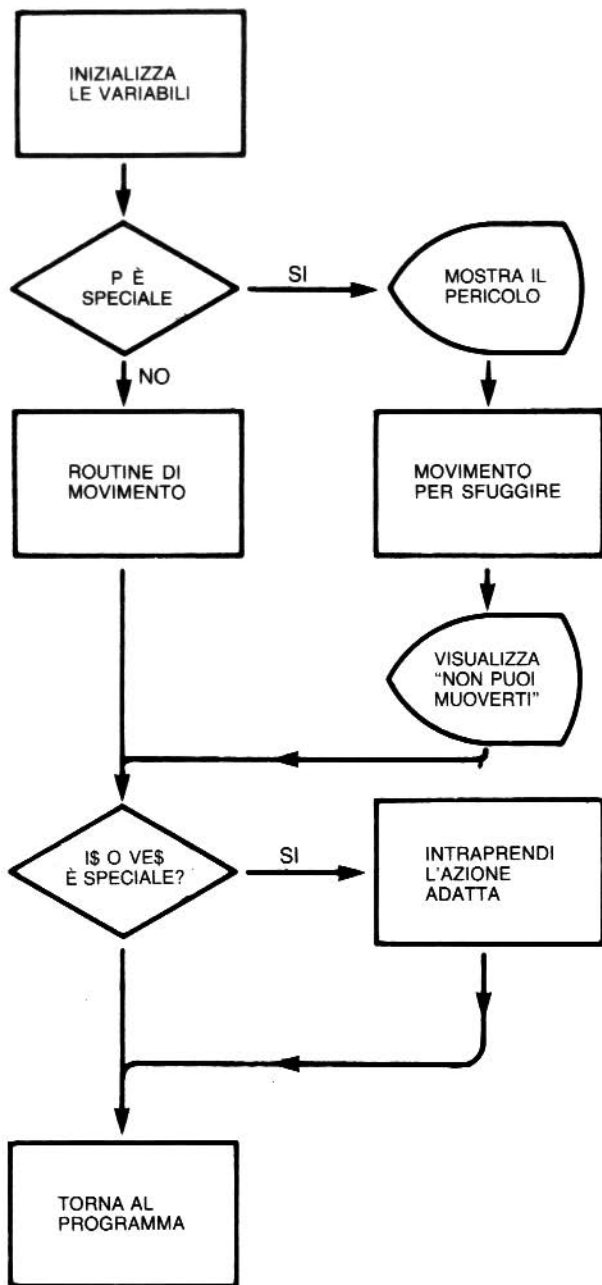 INIZIALIZZA
LE VARIABILI
P È
SPECIALE
SI
MOSTRA IL
PERICOLO
NO
ROUTINE DI
MOVIMENTO
MOVIMENTO
PER SFUGGIRE
VISUALIZZA
“NON PUOI
MUOVERTI”
I$ O VE$
È SPECIALE?
SI
INTRAPRENDI
L'AZIONE
ADATTA
TORNA AL
PROGRAMMA